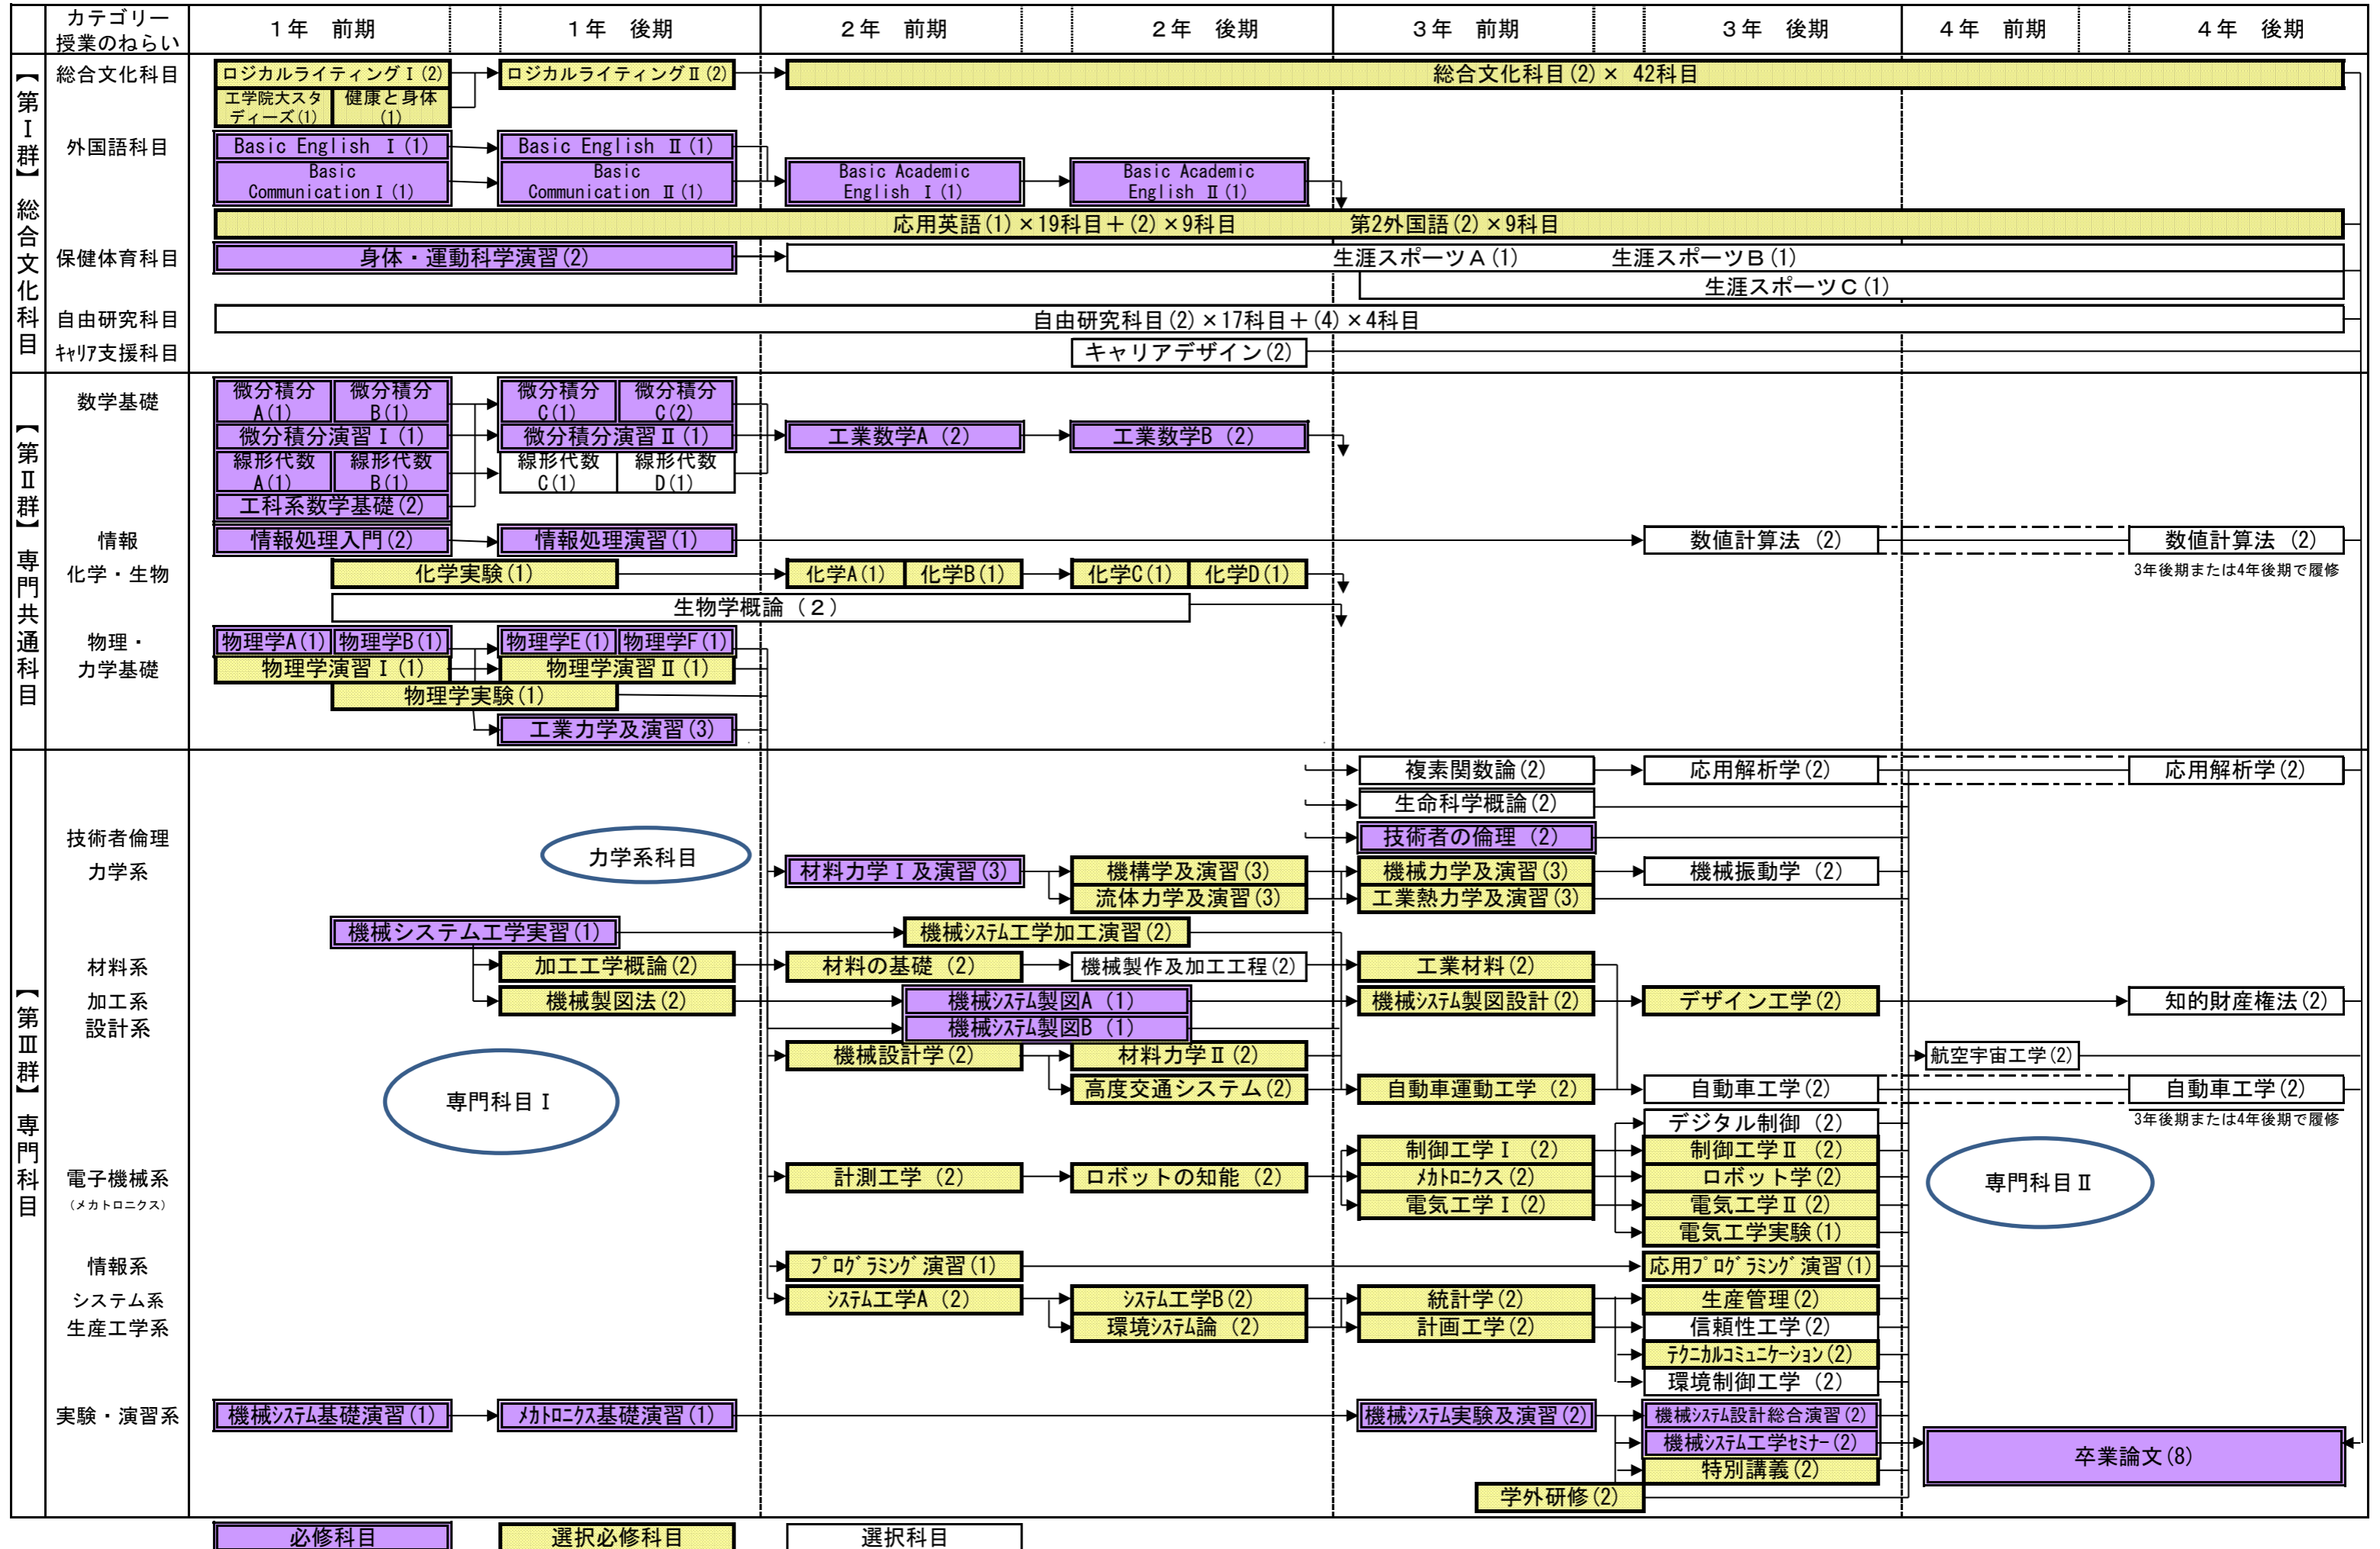 カテゴリー
授業のねらい
1年 前期
1年 後期
2年 前期
2年 後期
3年 前期
3年 後期
4年 前期
4年 後期
【第Ⅰ群】総合文化科目
総合文化科目
ロジカルライティングⅠ(2)
ロジカルライティングⅡ(2)
総合文化科目(2)× 42科目
工学院大スタ
ディーズ(1)
健康と身体
(1)
外国語科目
Basic English Ⅰ(1)
Basic English Ⅱ(1)
Basic
CommunicationⅠ(1)
Basic
Communication Ⅱ(1)
Basic Academic
English Ⅰ(1)
Basic Academic
English Ⅱ(1)
応用英語(1)×19科目+(2)×9科目 第2外国語(2)×9科目
保健体育科目
身体・運動科学演習(2)
生涯スポーツA(1) 生涯スポーツB(1)
生涯スポーツC(1)
自由研究科目
自由研究科目(2)×17科目+(4)×4科目
キャリア支援科目
キャリアデザイン(2)
【第Ⅱ群】専門共通科目
数学基礎
微分積分
A(1)
微分積分
B(1)
微分積分
C(1)
微分積分
C(2)
微分積分演習Ⅰ(1)
微分積分演習Ⅱ(1)
工業数学A (2)
工業数学B (2)
線形代数
A(1)
線形代数
B(1)
線形代数
C(1)
線形代数
D(1)
工科系数学基礎(2)
情報
情報処理入門(2)
情報処理演習(1)
数値計算法 (2)
数値計算法 (2)
3年後期または4年後期で履修
化学・生物
化学実験(1)
化学A(1)
化学B(1)
化学C(1)
化学D(1)
生物学概論(2)
物理・
力学基礎
物理学A(1)
物理学B(1)
物理学E(1)
物理学F(1)
物理学演習Ⅰ(1)
物理学演習Ⅱ(1)
物理学実験(1)
工業力学及演習(3)
【第Ⅲ群】専門科目
複素関数論(2)
応用解析学(2)
応用解析学(2)
生命科学概論(2)
技術者倫理
技術者の倫理 (2)
力学系科目
力学系
材料力学Ⅰ及演習(3)
機構学及演習(3)
機械力学及演習(3)
機械振動学 (2)
流体力学及演習(3)
工業熱力学及演習(3)
機械システム工学実習(1)
機械システム工学加工演習(2)
材料系
加工工学概論(2)
材料の基礎 (2)
機械製作及加工工程(2)
工業材料(2)
加工系
機械製図法(2)
機械システム製図A (1)
機械システム製図設計(2)
デザイン工学(2)
知的財産権法(2)
設計系
機械システム製図B (1)
機械設計学(2)
材料力学Ⅱ(2)
航空宇宙工学(2)
専門科目Ⅰ
高度交通システム(2)
自動車運動工学 (2)
自動車工学(2)
自動車工学(2)
3年後期または4年後期で履修
デジタル制御 (2)
制御工学Ⅰ (2)
制御工学Ⅱ (2)
電子機械系
(メカトロニクス)
計測工学 (2)
ロボットの知能 (2)
メカトロニクス(2)
ロボット学(2)
専門科目Ⅱ
電気工学Ⅰ(2)
電気工学Ⅱ(2)
電気工学実験(1)
情報系
プログラミング演習(1)
応用プログラミング演習(1)
システム系
システム工学A (2)
システム工学B(2)
統計学(2)
生産管理(2)
生産工学系
環境システム論 (2)
計画工学(2)
信頼性工学(2)
テクニカルコミュニケーション(2)
環境制御工学 (2)
実験・演習系
機械システム基礎演習(1)
メカトロニクス基礎演習(1)
機械システム実験及演習(2)
機械システム設計総合演習(2)
機械システム工学セミナー(2)
卒業論文(8)
特別講義(2)
学外研修(2)
必修科目
選択必修科目
選択科目